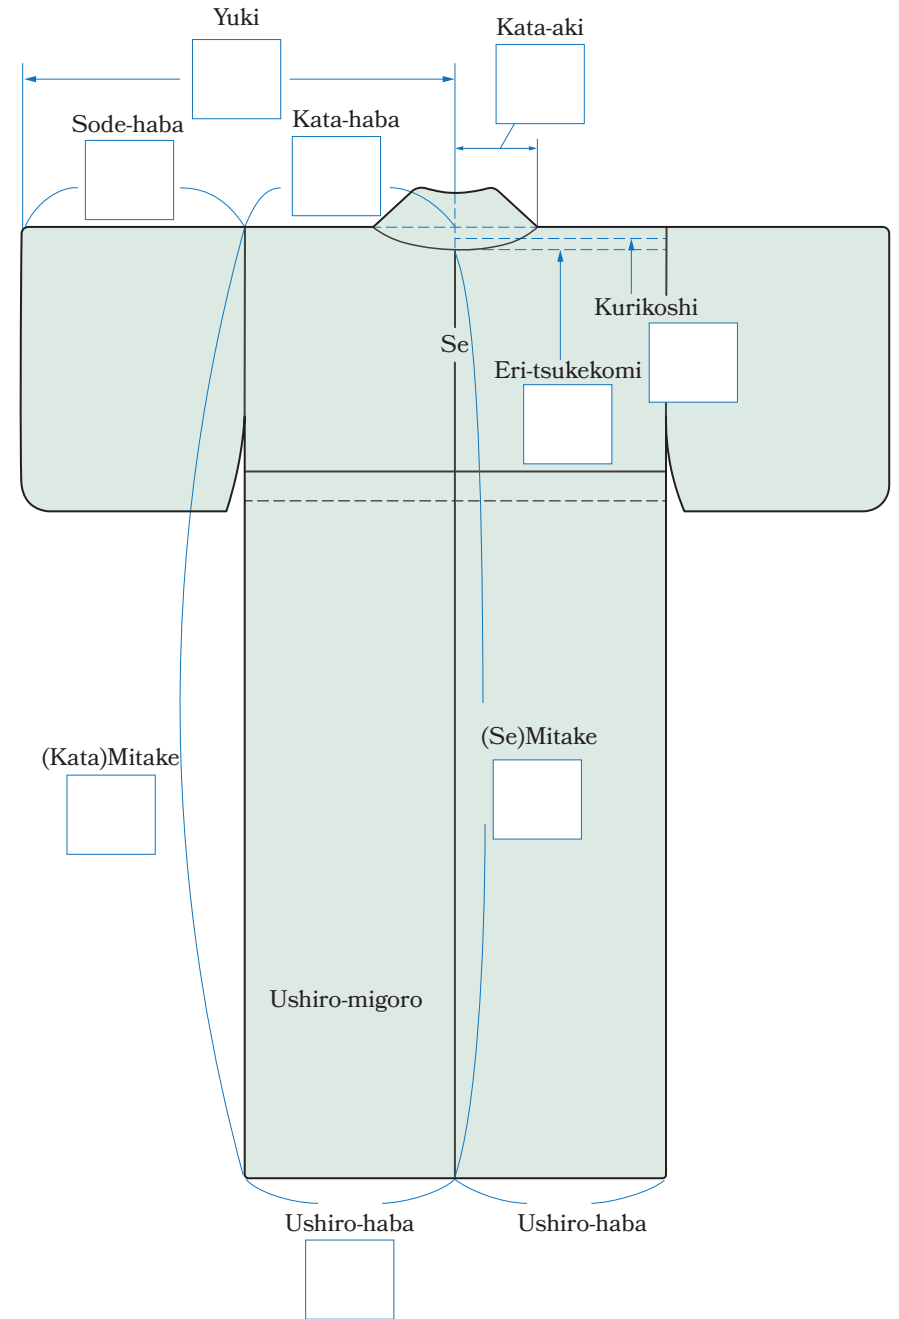 Yuki
Kata-aki
Sode-haba
Kata-haba
Kurikoshi
Se
Eri-tsukekomi
(Se)Mitake
(Kata)Mitake
Ushiro-migoro
Ushiro-haba
Ushiro-haba